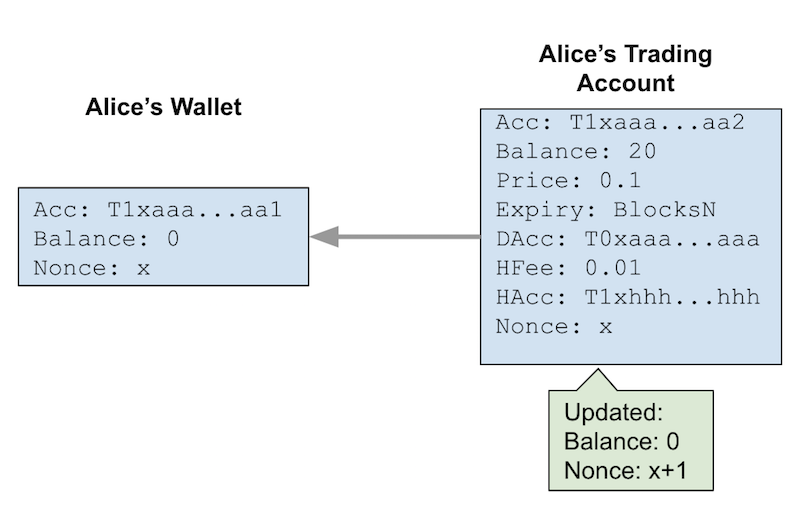 Alice’s Wallet
Acc: T1xaaa...aa1
Balance: 0
Nonce: x
Alice’s Trading
Account
Acc: T1xaaa...aa2
Balance: 20
Price: 0.1
Expiry: BlocksN
DAcc: T0xaaa...aaa
HFee: 0.01
HAcc: T1xhhh...hhh
Nonce: x
Updated:
Balance: 0
Nonce: x+1